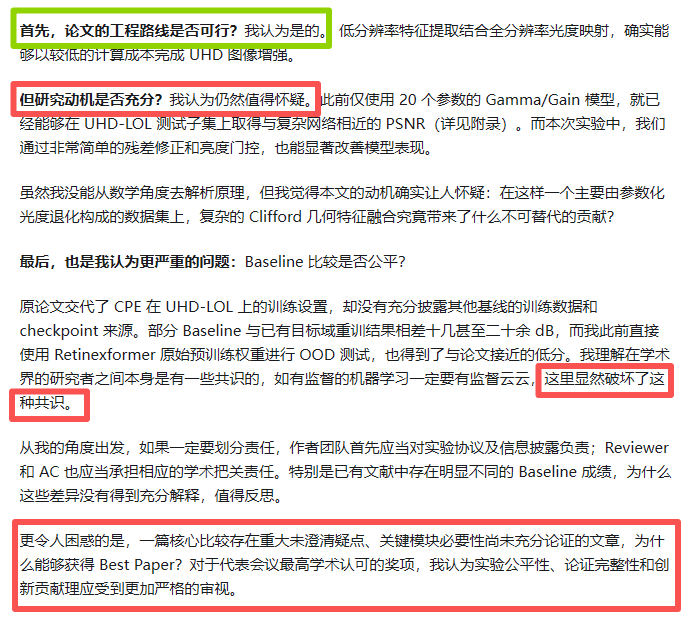 首先，论文的工程路线是否可行？我认为是的。低分辨率特征提取结合全分辨率光度映射，确实能
够以较低的计算成本完成 UHD 图像增强。
但研究动机是否充分？我认为仍然值得怀疑。此前仅使用 20 个参数的 Gamma/Gain 模型，就已
经能够在 UHD-LOL 测试子集上取得与复杂网络相近的 PSNR（详见附录）。而本次实验中，我们
通过非常简单的残差修正和亮度门控，也能显著改善模型表现。
虽然我没能从数学角度去解析原理，但我觉得本文的动机确实让人怀疑：在这样一个主要由参数化
光度退化构成的数据集上，复杂的 Clifford 几何特征融合究竟带来了什么不可替代的贡献？
最后，也是我认为更严重的问题：Baseline 比较是否公平？
原论文交代了 CPE 在 UHD-LOL 上的训练设置，却没有充分披露其他基线的训练数据和
checkpoint 来源。部分 Baseline 与已有目标域重训结果相差十几甚至二十余 dB，而我此前直接
使用 Retinexformer 原始预训练权重进行 OOD 测试，也得到了与论文接近的低分。我理解在学术
界的研究者之间本身是有一些共识的，如有监督的机器学习一定要有监督云云，这里显然破坏了这
种共识。
从我的角度出发，如果一定要划分责任，作者团队首先应当对实验协议及信息披露负责；Reviewer
和 AC 也应当承担相应的学术把关责任。特别是已有文献中存在明显不同的 Baseline 成绩，为什么
这些差异没有得到充分解释，值得反思。
更令人困惑的是，一篇核心比较存在重大未澄清疑点、关键模块必要性尚未充分论证的文章，为什
么能够获得 Best Paper？对于代表会议最高学术认可的奖项，我认为实验公平性、论证完整性和创
新贡献理应受到更加严格的审视。